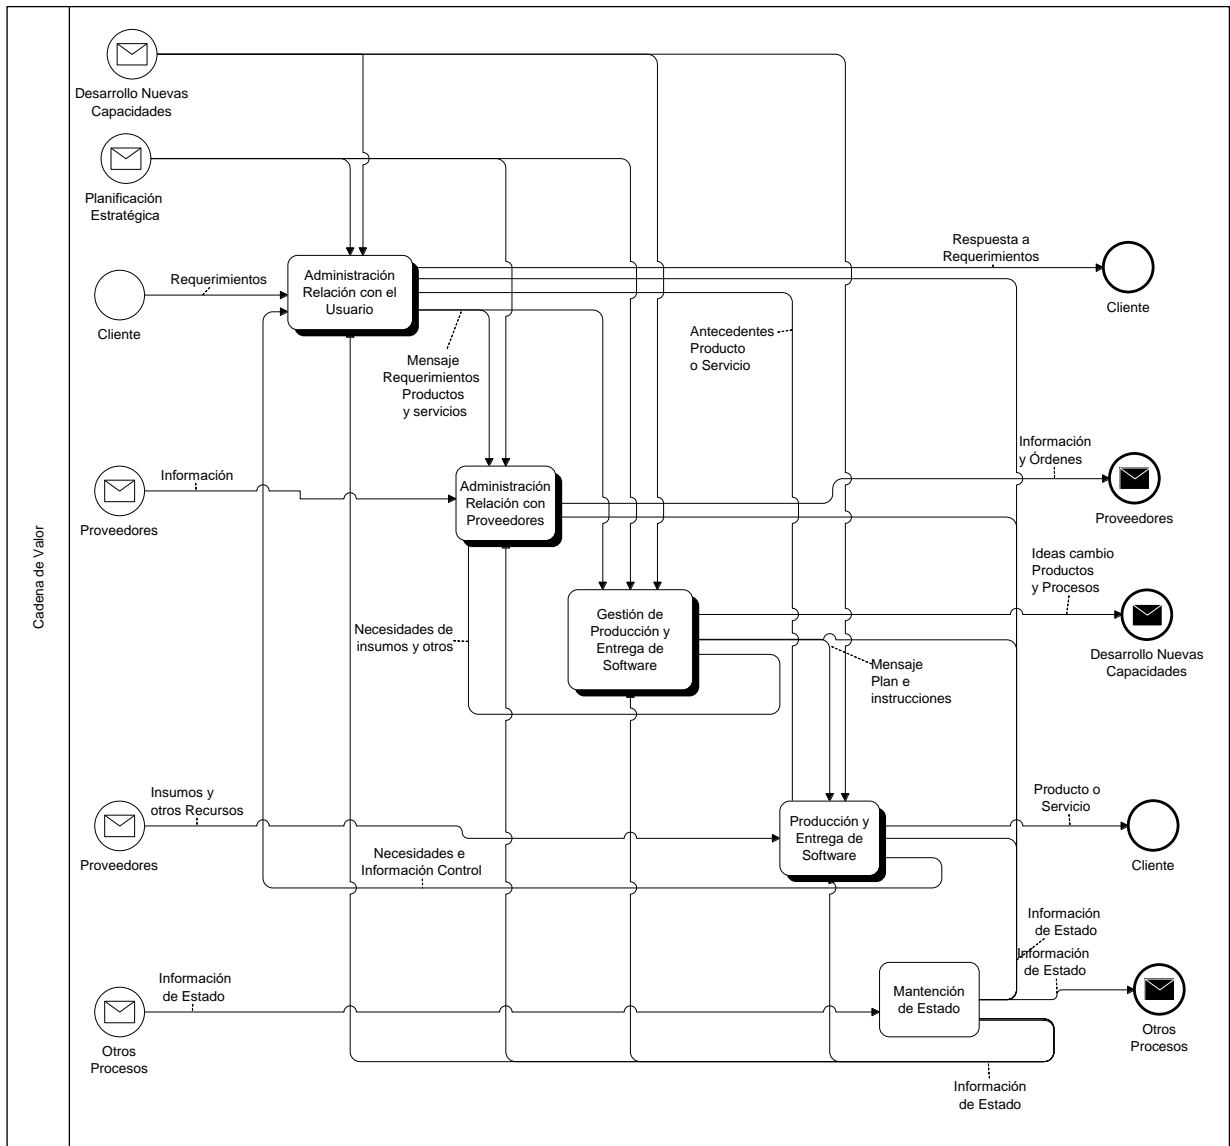 Cadena de Valor
Desarrollo Nuevas
Capacidades
Planificación
Estratégica
Requerimientos
Cliente
Administración
Relación con el
Usuario
Respuesta a
Requerimientos
Cliente
Mensaje
Requerimientos
Productos
y servicios
Antecedentes
Producto
o Servicio
Información
Proveedores
Administración
Relación con
Proveedores
Información
y Órdenes
Proveedores
Necesidades de
insumos y otros
Gestión de
Producción y
Entrega de
Software
Ideas cambio
Productos
y Procesos
Desarrollo Nuevas
Capacidades
Mensaje
Plan e
instrucciones
Insumos y
otros Recursos
Proveedores
Necesidades e
Información Control
Producción y
Entrega de
Software
Producto o
Servicio
Cliente
Información
de Estado
Información
de Estado
Información
de Estado
Otros
Procesos
Mantención
de Estado
Otros
Procesos
Información
de Estado